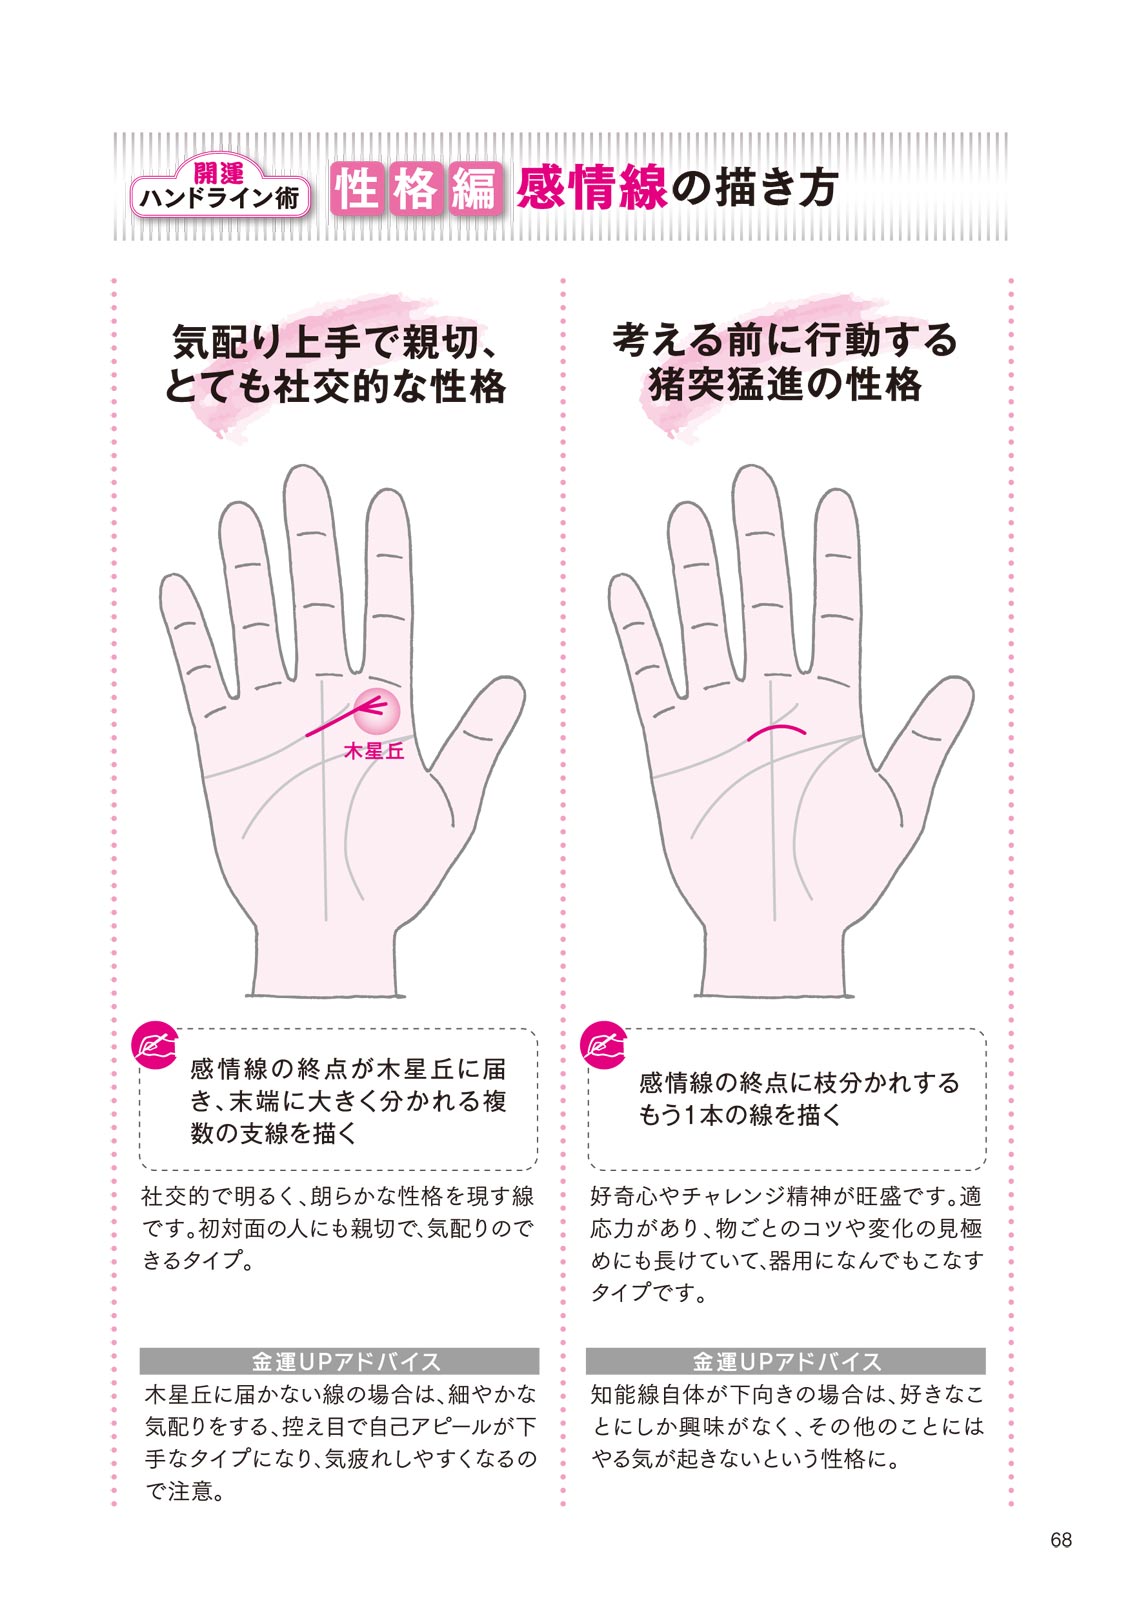 開運
ハンドライン術
性格編 感情線の描き方
気配り上手で親切、
とても社交的な性格
木星丘
感情線の終点が木星丘に届
き、末端に大きく分かれる複
数の支線を描く
社交的で明るく、朗らかな性格を現す線
です。初対面の人にも親切で、気配りので
きるタイプ。
金運UPアドバイス
木星丘に届かない線の場合は、細やかな
気配りをする、控え目で自己アピールが下
手なタイプになり、気疲れしやすくなるの
で注意。
考える前に行動する
猪突猛進の性格
感情線の終点に枝分かれする
もう1本の線を描く
好奇心やチャレンジ精神が旺盛です。適
応力があり、物ごとのコツや変化の見極
めにも長けていて、器用になんでもこなす
タイプです。
金運UPアドバイス
知能線自体が下向きの場合は、好きなこ
とにしか興味がなく、その他のことには
やる気が起きないという性格に。
68